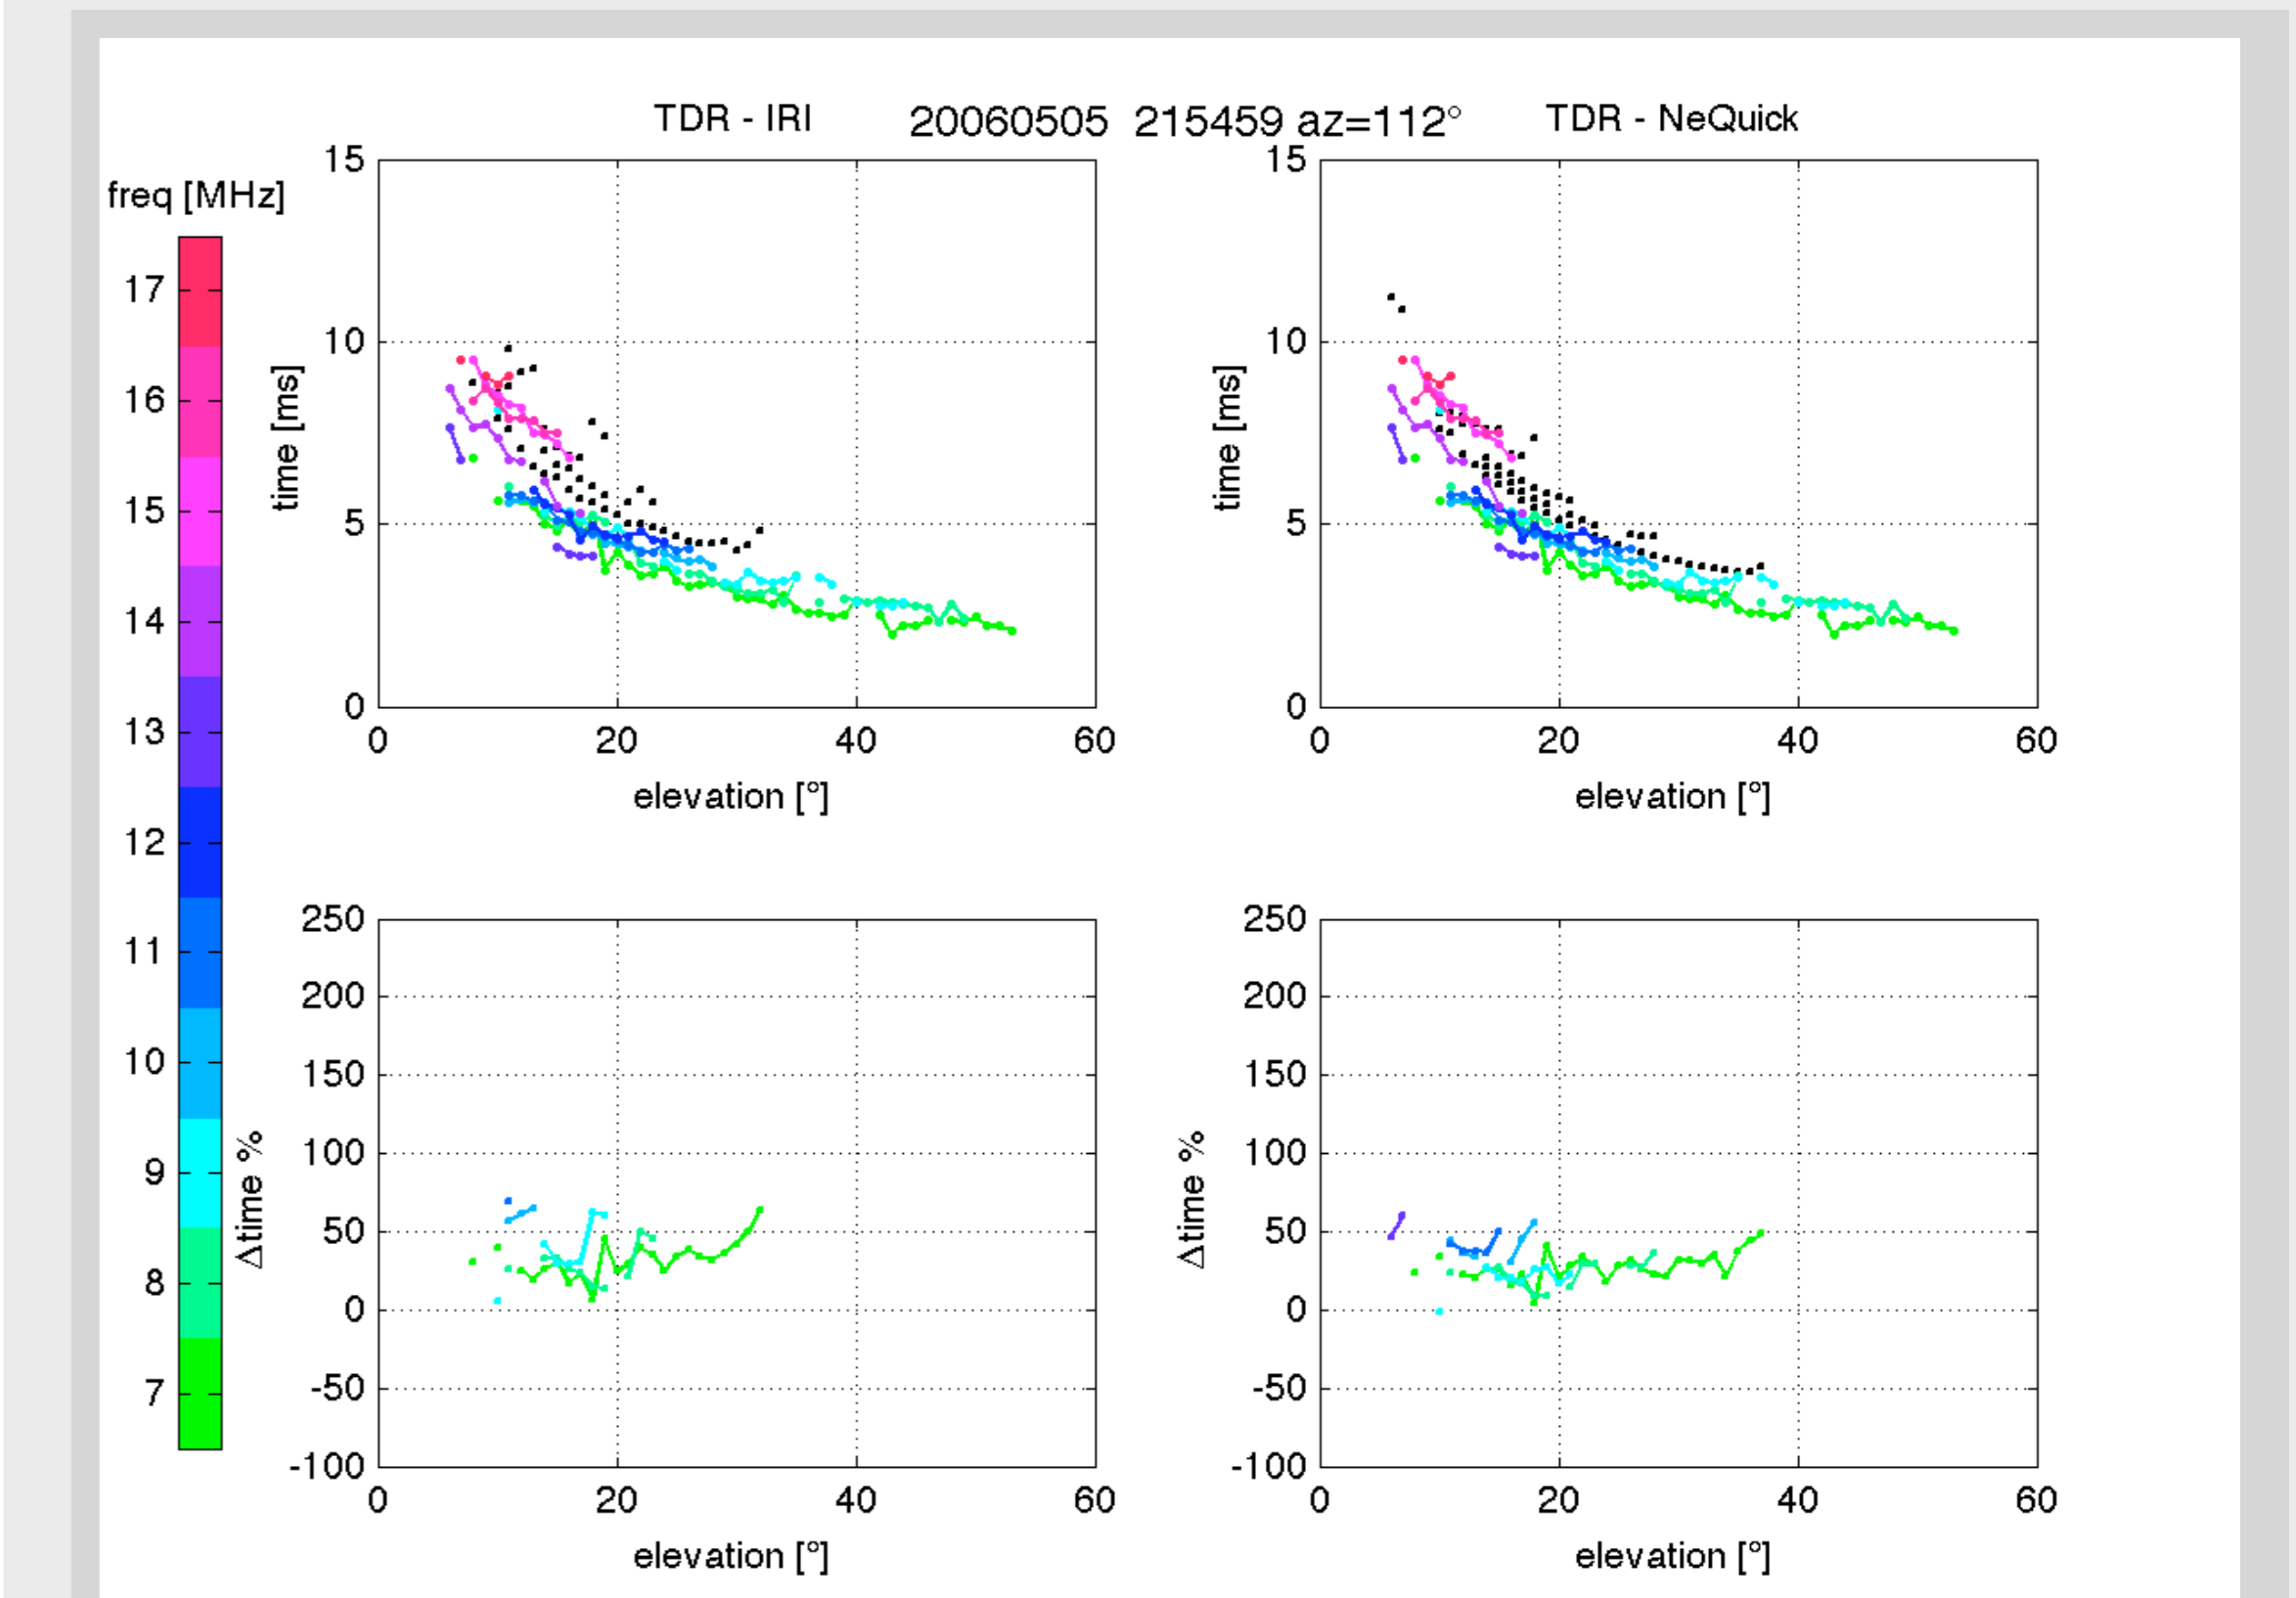 TDR - IRI 20060505 215459 az=112° TDR - NeQuick
freq [MHz]
17
16
15
14
13
12
11
10
9
8
7
time [ms]
15
10
5
0
0 20 40 60
elevation [°]
time [ms]
15
10
5
0
0 20 40 60
elevation [°]
Δtime %
250
200
150
100
50
0
-50
-100
0 20 40 60
elevation [°]
Δtime %
250
200
150
100
50
0
-50
-100
0 20 40 60
elevation [°]